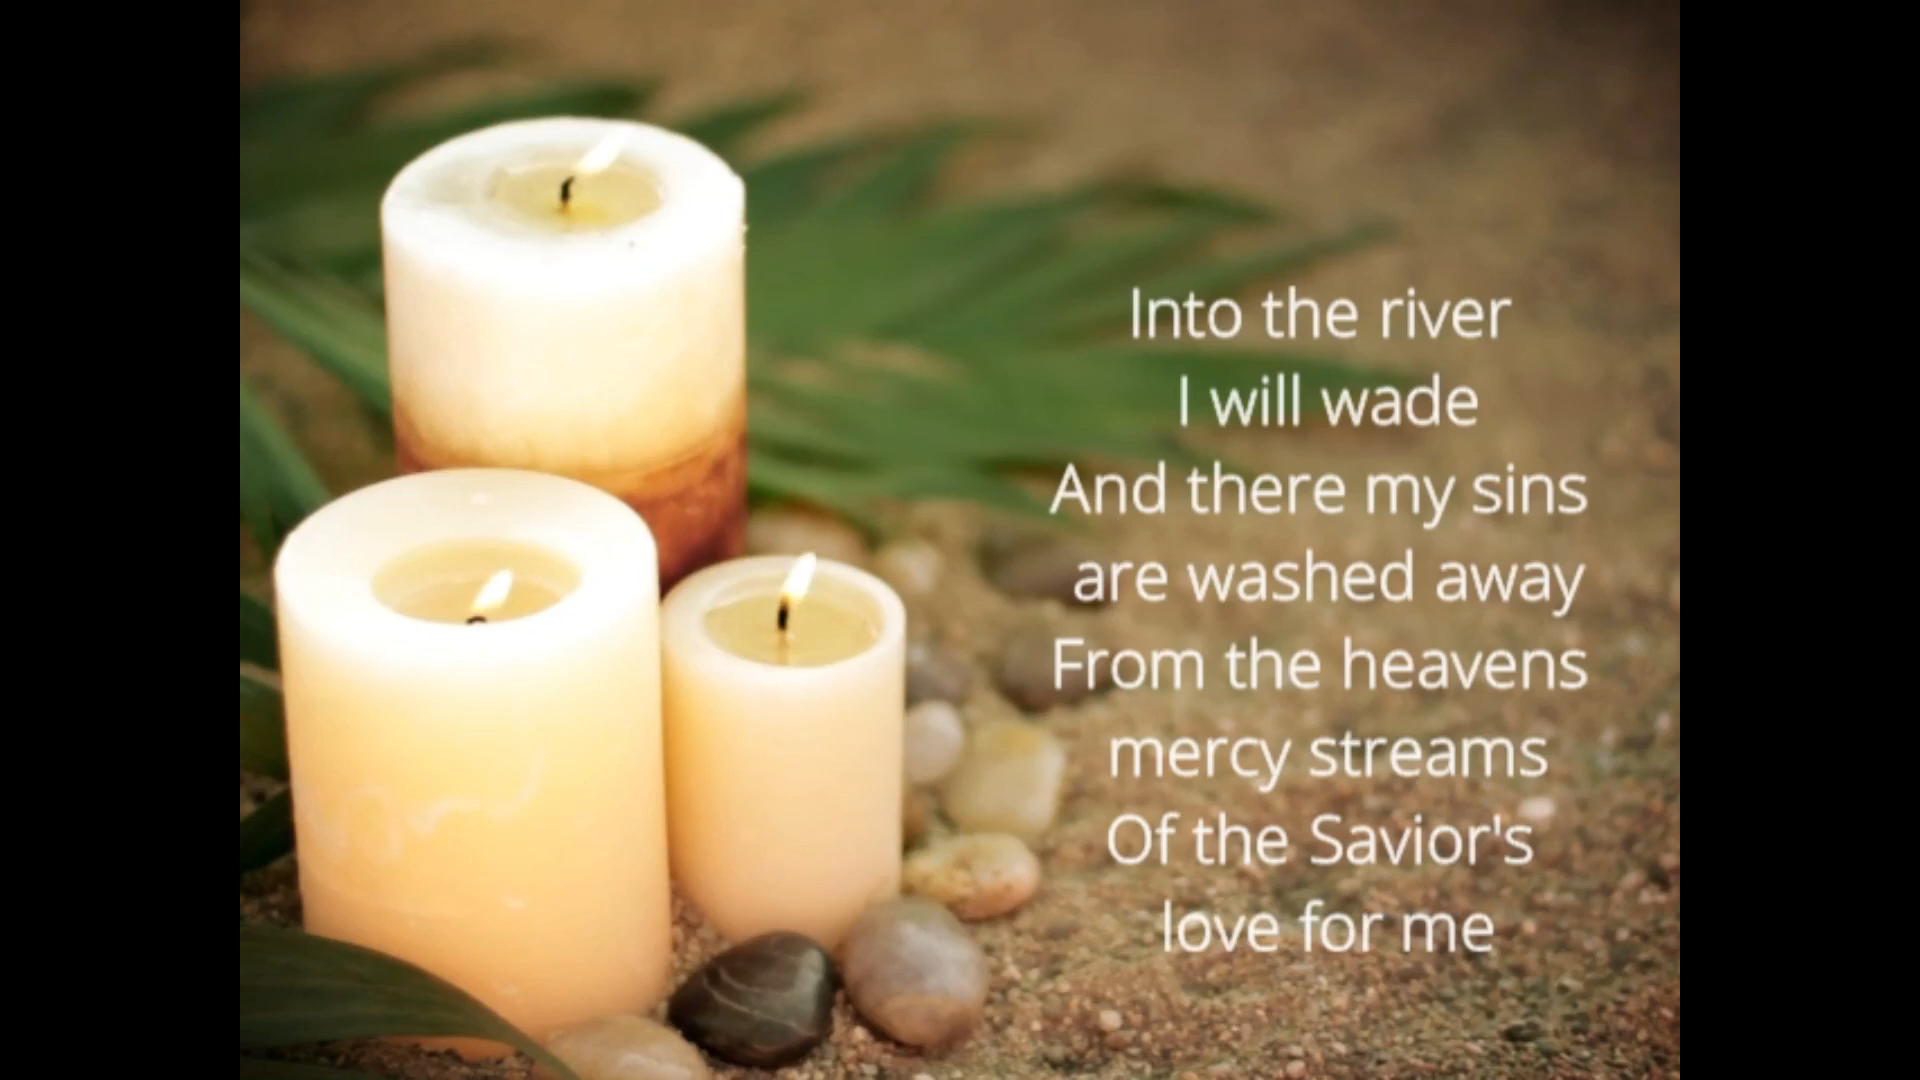 Into the river
I will wade
And there my sins
are washed away
From the heavens
mercy streams
Of the Savior's
love for me